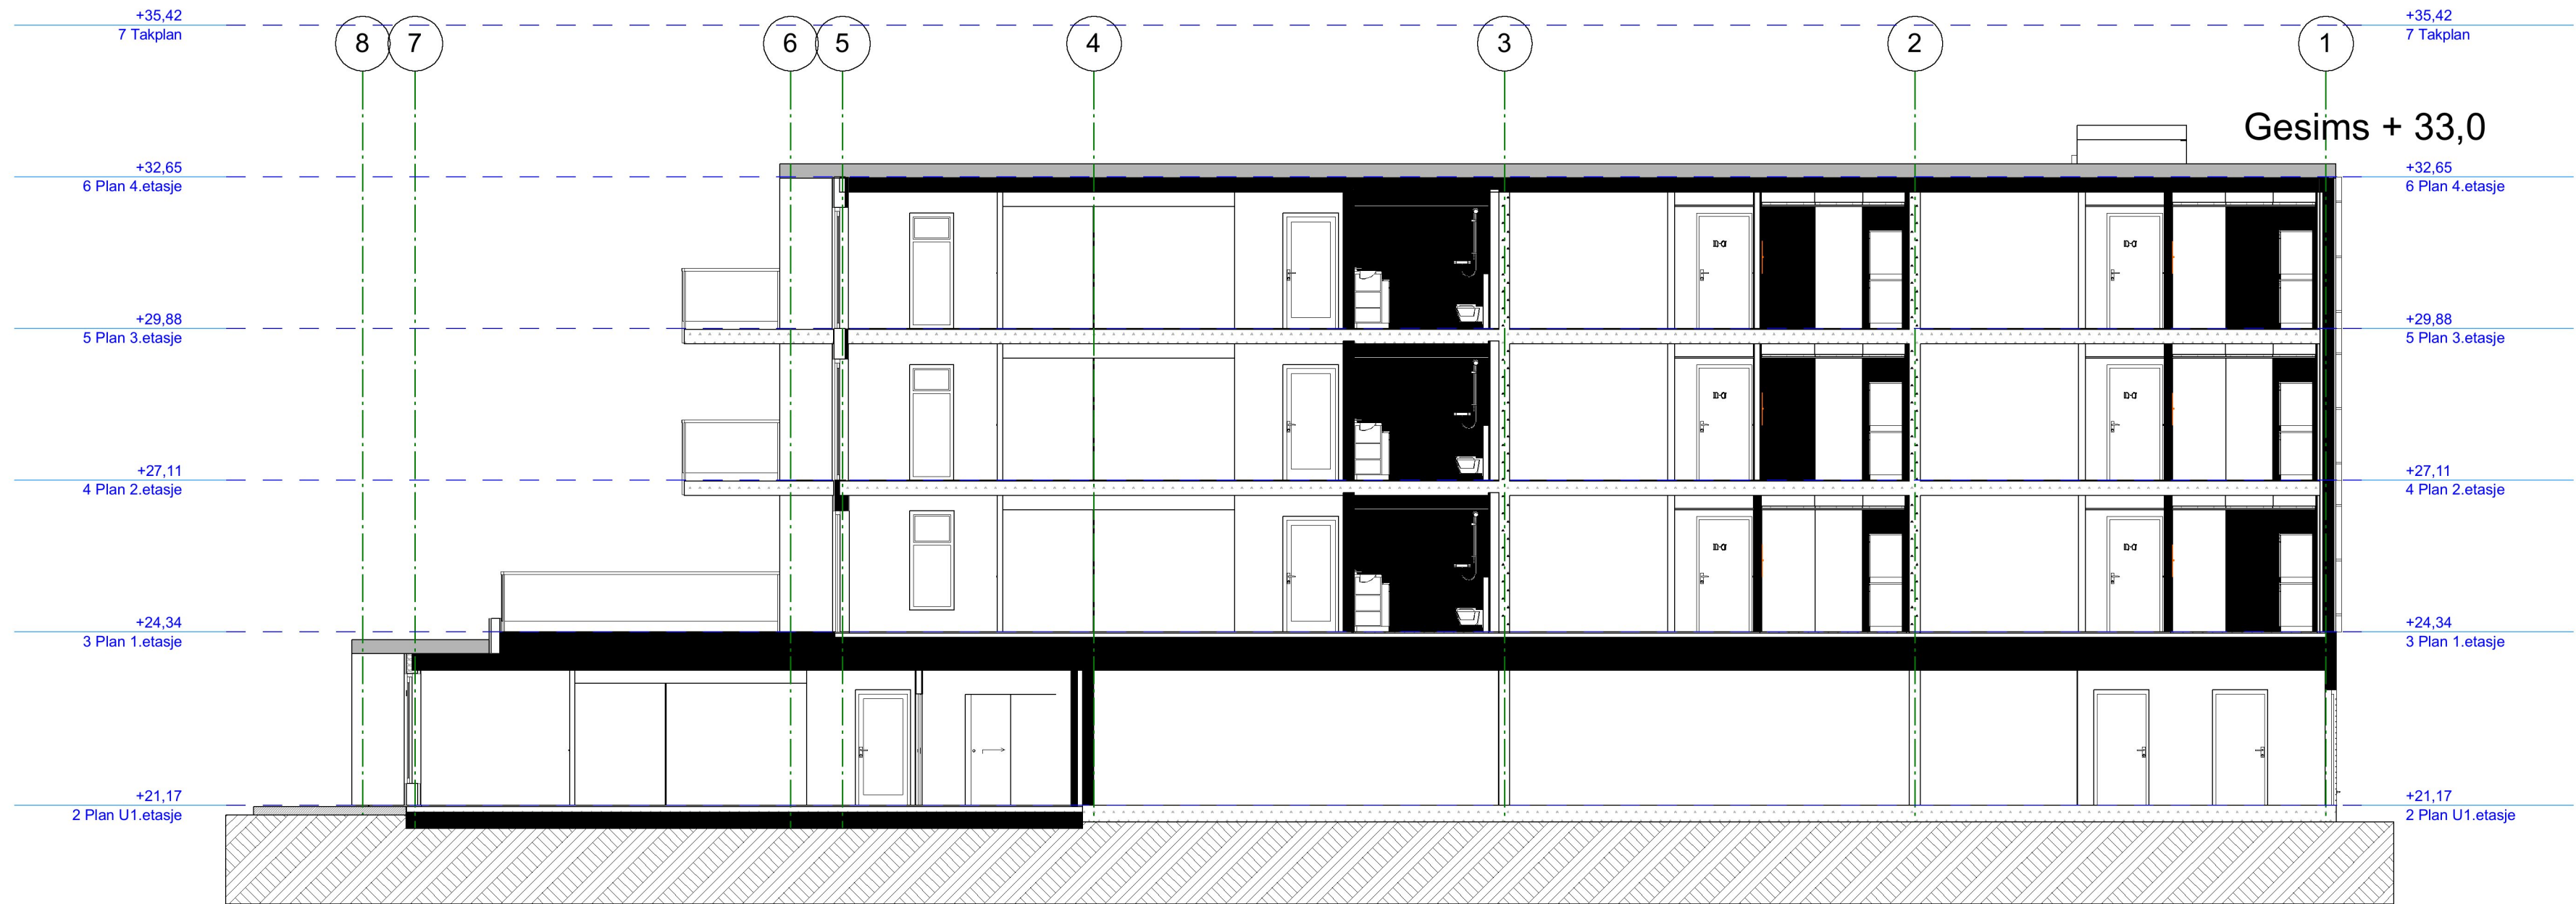 +35,42
7 Takplan
8 7 6 5 4 3 2 1
+35,42
7 Takplan
Gesims + 33,0
+32,65
6 Plan 4.etasje
+32,65
6 Plan 4.etasje
+29,88
5 Plan 3.etasje
+29,88
5 Plan 3.etasje
+27,11
4 Plan 2.etasje
+27,11
4 Plan 2.etasje
+24,34
3 Plan 1.etasje
+24,34
3 Plan 1.etasje
+21,17
2 Plan U1.etasje
+21,17
2 Plan U1.etasje